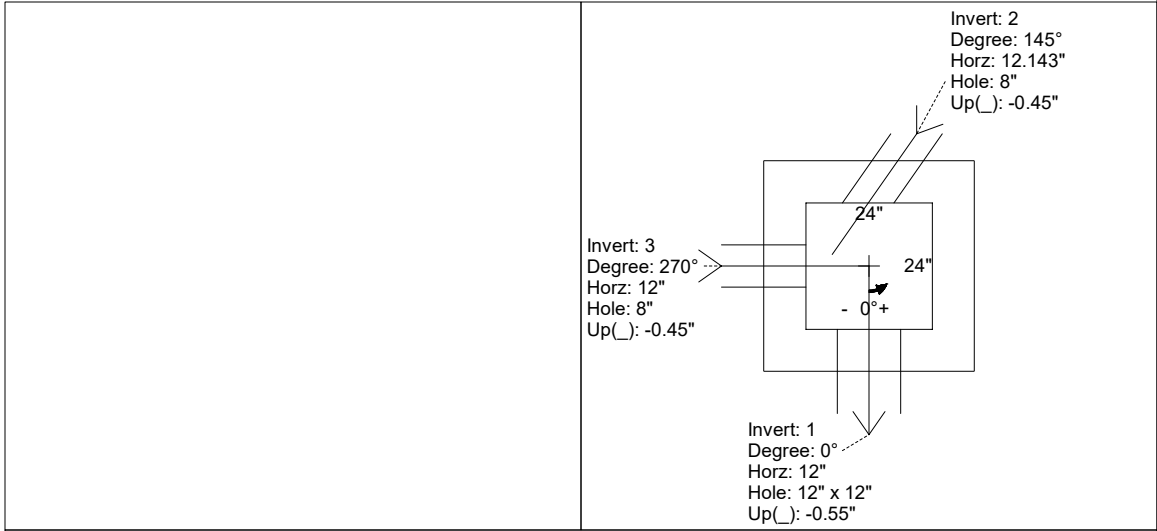 Invert: 2
Degree: 145°
Horz: 12.143"
Hole: 8"
Up(_): -0.45"
24"
24"
Invert: 3
Degree: 270°
Horz: 12"
Hole: 8"
Up(_): -0.45"
- 0°+
Invert: 1
Degree: 0°
Horz: 12"
Hole: 12" x 12"
Up(_): -0.55"